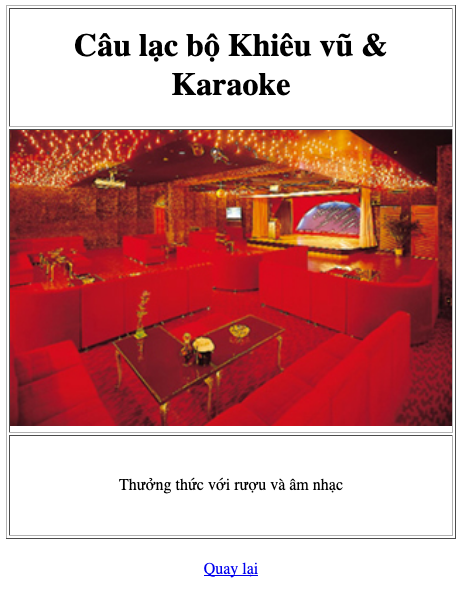 Câu lạc bộ Khiêu vũ &
Karaoke
Thưởng thức với rượu và âm nhạc
Quay lại